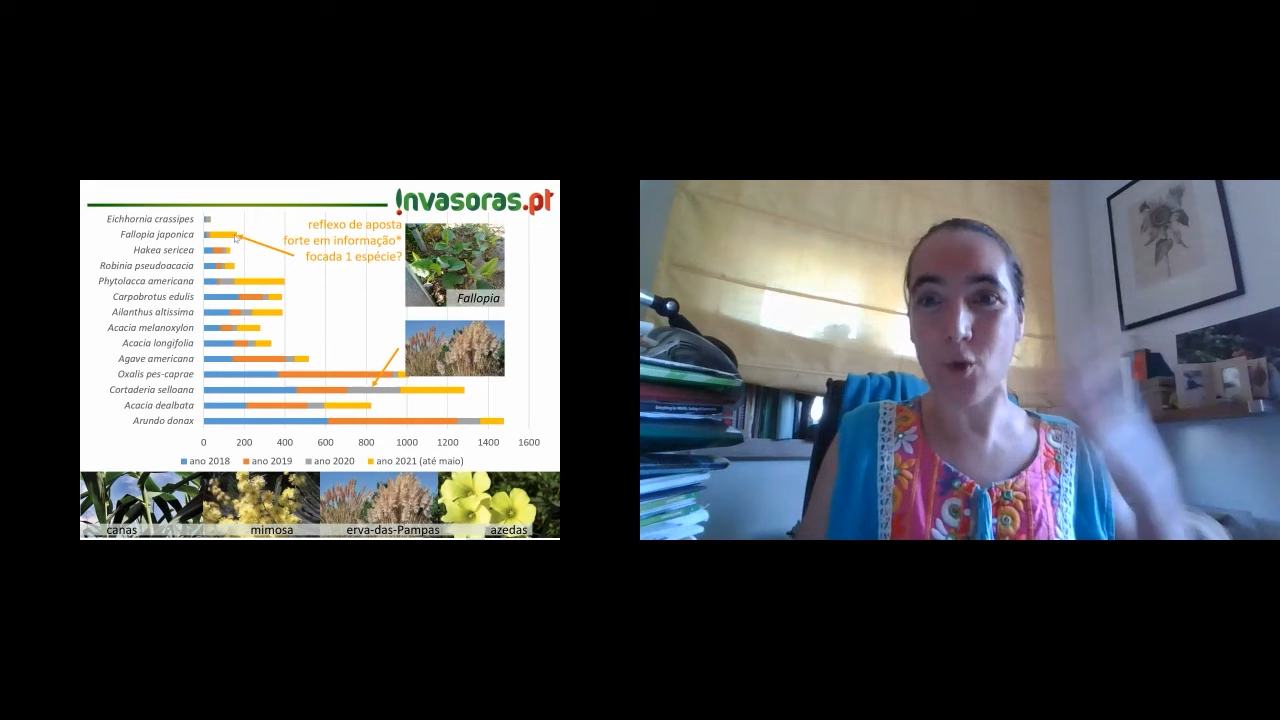 invasoras.pt
Eichhornia crassipes
Fallopia japonica
Hakea sericea
Robinia pseudoacacia
Phytolacca americana
Carpobrotus edulis
Ailanthus altissima
Acacia melanoxylon
Acacia longifolia
Agave americana
Oxalis pes-caprae
Cortaderia selloana
Acacia dealbata
Arundo donax
reflexo de aposta
forte em informação*
focada 1 espécie?
Fallopia
0 200 400 600 800 1000 1200 1400 1600
ano 2018 ano 2019 ano 2020 ano 2021 (até maio)
canas mimosa erva-das-Pampas azedas